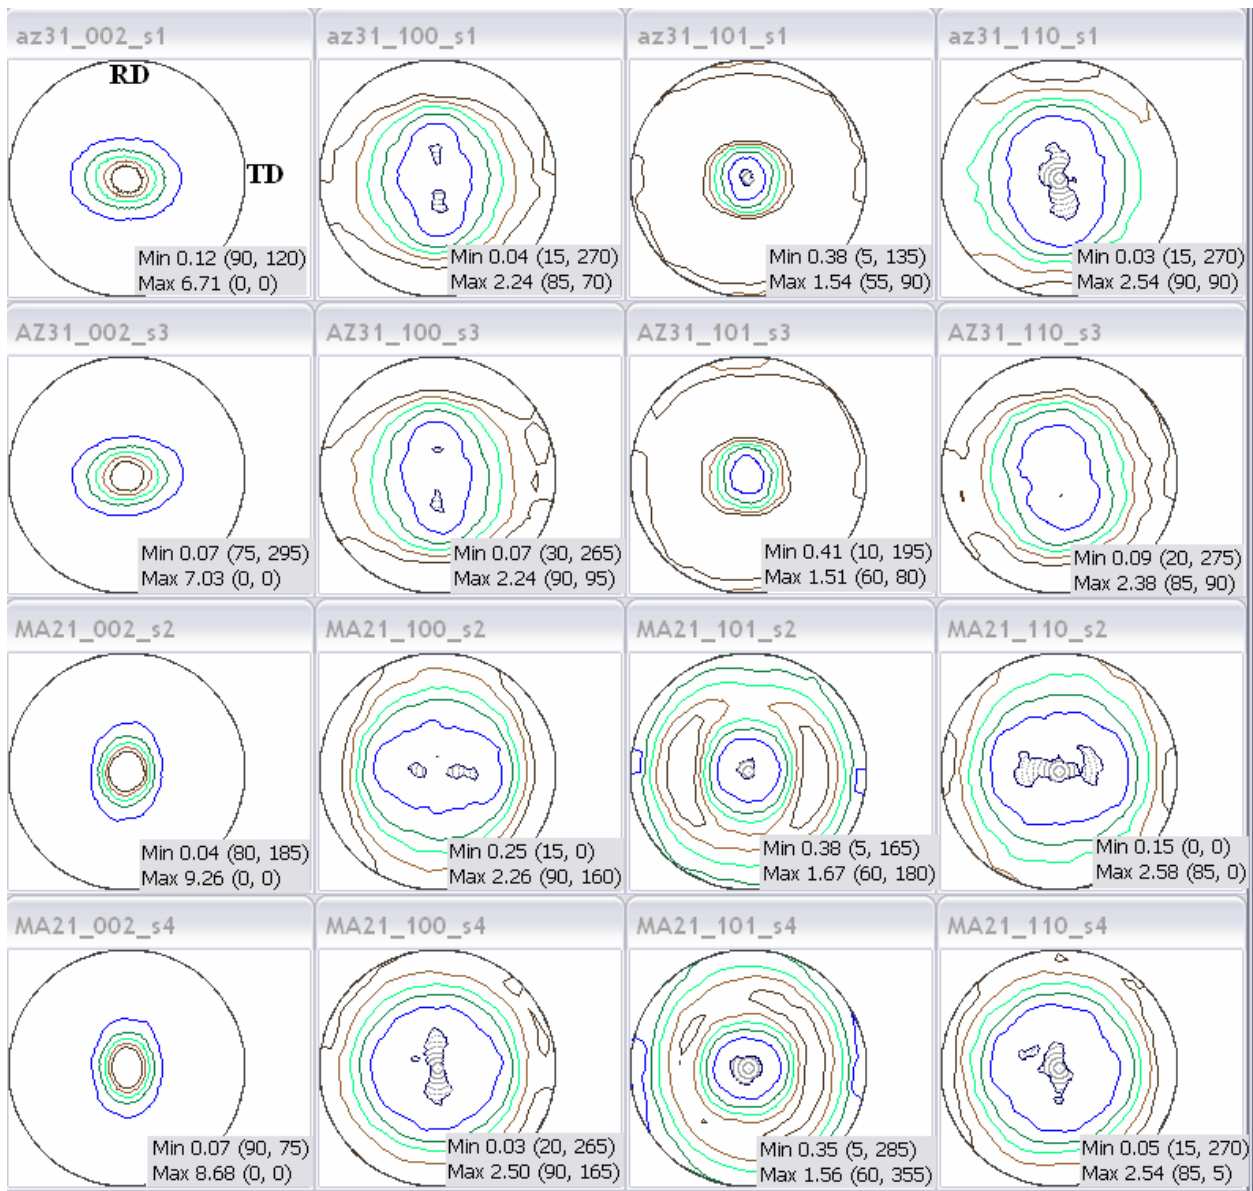 az31_002_s1
az31_100_s1
az31_101_s1
az31_110_s1
RD
TD
Min 0.12 (90, 120)
Max 6.71 (0, 0)
Min 0.04 (15, 270)
Max 2.24 (85, 70)
Min 0.38 (5, 135)
Max 1.54 (55, 90)
Min 0.03 (15, 270)
Max 2.54 (90, 90)
AZ31_002_s3
AZ31_100_s3
AZ31_101_s3
AZ31_110_s3
Min 0.07 (75, 295)
Max 7.03 (0, 0)
Min 0.07 (30, 265)
Max 2.24 (90, 95)
Min 0.41 (10, 195)
Max 1.51 (60, 80)
Min 0.09 (20, 275)
Max 2.38 (85, 90)
MA21_002_s2
MA21_100_s2
MA21_101_s2
MA21_110_s2
Min 0.04 (80, 185)
Max 9.26 (0, 0)
Min 0.25 (15, 0)
Max 2.26 (90, 160)
Min 0.38 (5, 165)
Max 1.67 (60, 180)
Min 0.15 (0, 0)
Max 2.58 (85, 0)
MA21_002_s4
MA21_100_s4
MA21_101_s4
MA21_110_s4
Min 0.07 (90, 75)
Max 8.68 (0, 0)
Min 0.03 (20, 265)
Max 2.50 (90, 165)
Min 0.35 (5, 285)
Max 1.56 (60, 355)
Min 0.05 (15, 270)
Max 2.54 (85, 5)